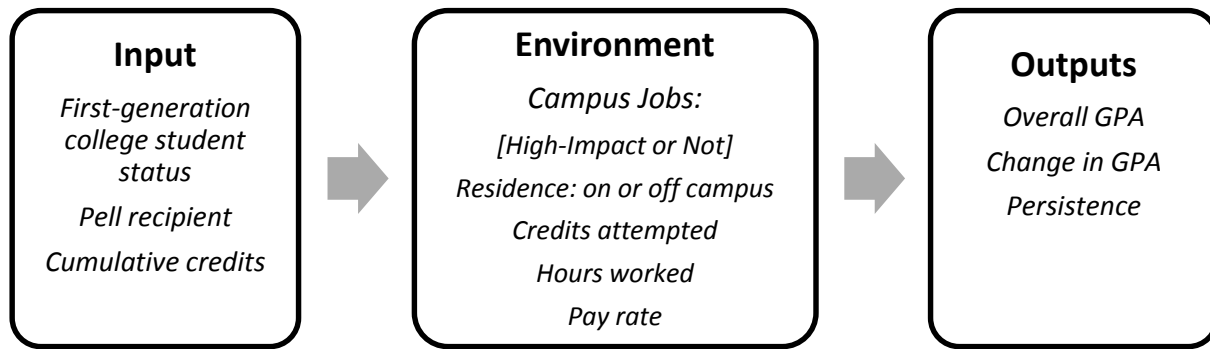 Input
First-generation
college student
status
Pell recipient
Cumulative credits
Environment
Campus Jobs:
[High-Impact or Not]
Residence: on or off campus
Credits attempted
Hours worked
Pay rate
Outputs
Overall GPA
Change in GPA
Persistence